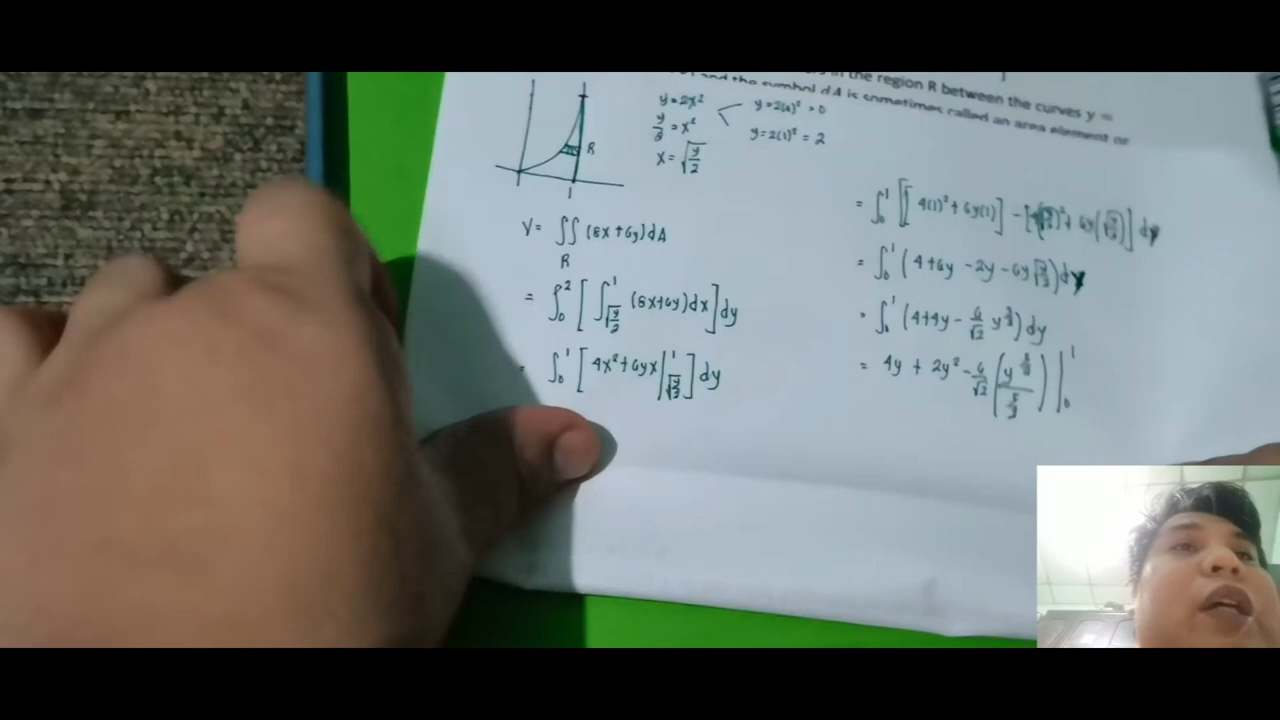 in the region R between the curves y =
and the symbol dA is sometimes called an area element or
y = 2x²
y = 2(0)² = 0
y/2 = x²
y = 2(1)² = 2
x = √(y/2)
R
1
V = ∬ (8x + 6y) dA
R
= ∫₀² [ ∫_{√(y/2)}^1 (8x + 6y) dx ] dy
= ∫₀¹ [ 4x² + 6yx |_{√(y/2)}^1 ] dy
= ∫₀¹ [ [ 4(1)² + 6y(1) ] - [ 4(√(y/2))² + 6y(√(y/2)) ] ] dy
= ∫₀¹ ( 4 + 6y - 2y - 6y√(y/2) ) dy
= ∫₀¹ ( 4 + 4y - 6/√2 y^{3/2} ) dy
= 4y + 2y² - 6/√2 ( y^{5/2} / (5/2) ) |₀¹